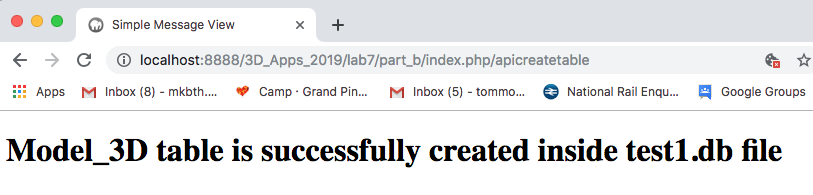 Simple Message View
localhost:8888/3D_Apps_2019/lab7/part_b/index.php/apicreatetable
Apps Inbox (8) - mkbth.... Camp · Grand Pin... Inbox (5) - tommo... National Rail Enqu... Google Groups
Model_3D table is successfully created inside test1.db file